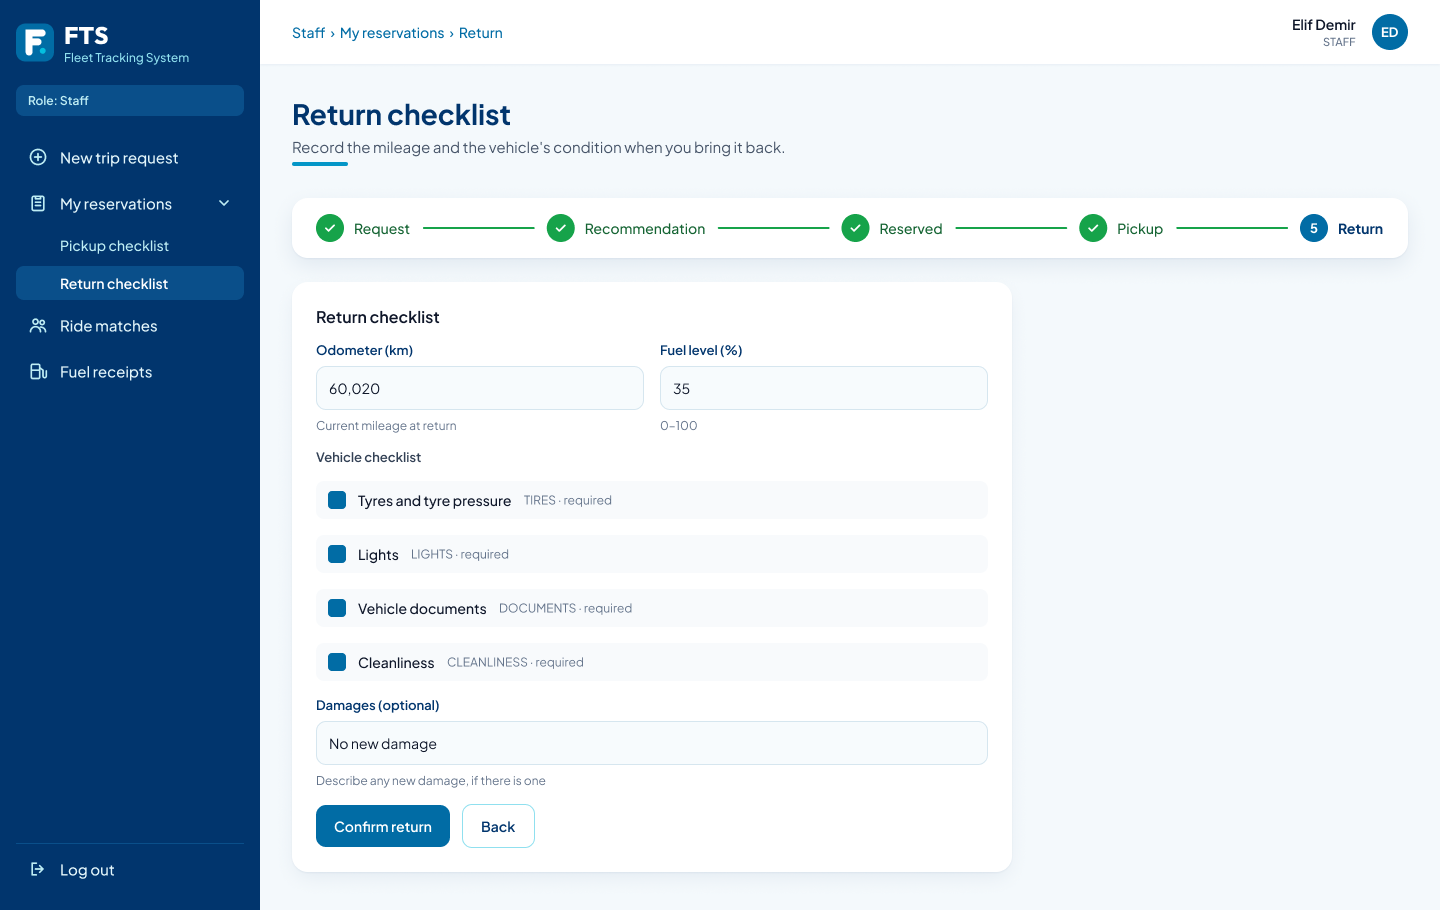 FTS
Fleet Tracking System
Role: Staff
New trip request
My reservations
Pickup checklist
Return checklist
Ride matches
Fuel receipts
Log out
Staff › My reservations › Return
Elif Demir
STAFF
ED
Return checklist
Record the mileage and the vehicle's condition when you bring it back.
Request
Recommendation
Reserved
Pickup
5 Return
Return checklist
Odometer (km)
60,020
Current mileage at return
Fuel level (%)
35
0–100
Vehicle checklist
Tyres and tyre pressure TIRES · required
Lights LIGHTS · required
Vehicle documents DOCUMENTS · required
Cleanliness CLEANLINESS · required
Damages (optional)
No new damage
Describe any new damage, if there is one
Confirm return
Back